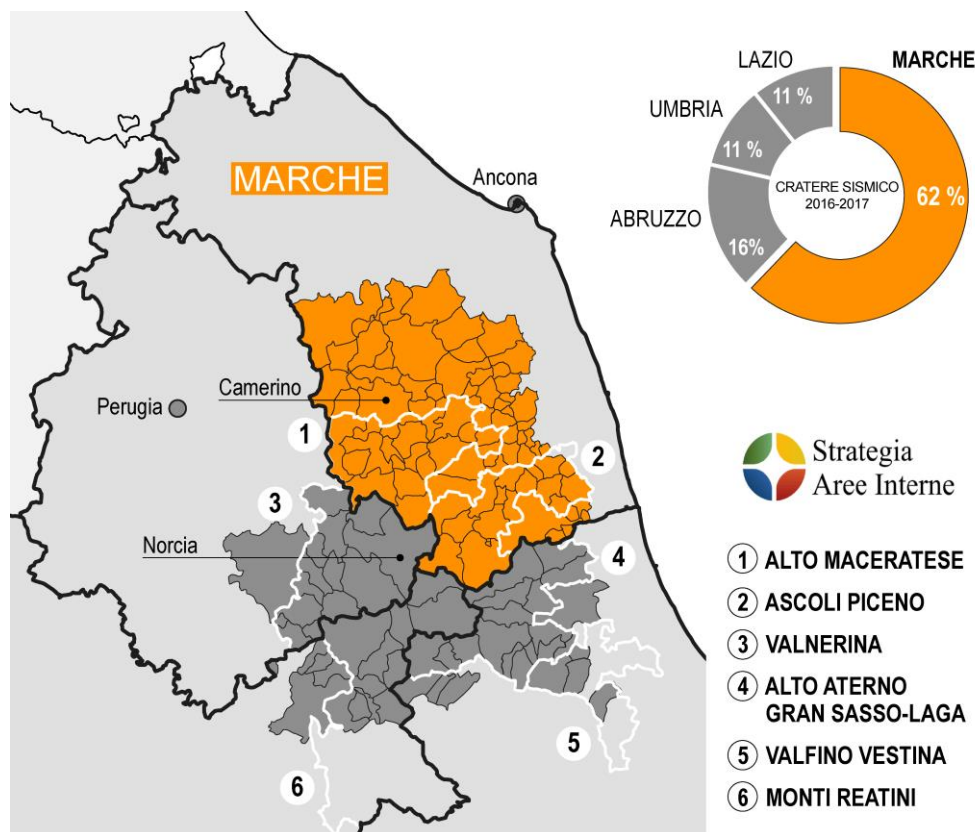 MARCHE
Ancona
Camerino
Perugia
Norcia
1
2
3
4
5
6
LAZIO
MARCHE
UMBRIA
ABRUZZO
11 %
11 %
16%
62 %
CRATERE SISMICO
2016-2017
Strategia
Aree Interne
1 ALTO MACERATESE
2 ASCOLI PICENO
3 VALNERINA
4 ALTO ATERNO
GRAN SASSO-LAGA
5 VALFINO VESTINA
6 MONTI REATINI